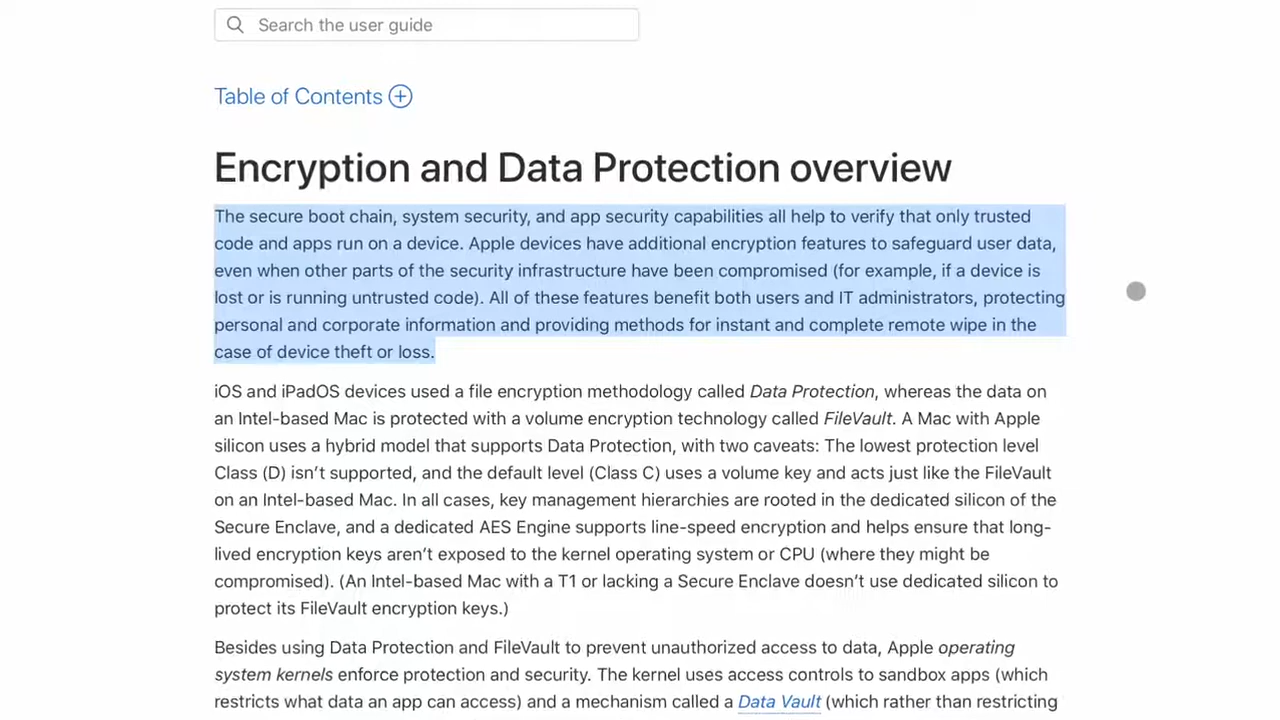 Search the user guide
Table of Contents
Encryption and Data Protection overview
The secure boot chain, system security, and app security capabilities all help to verify that only trusted
code and apps run on a device. Apple devices have additional encryption features to safeguard user data,
even when other parts of the security infrastructure have been compromised (for example, if a device is
lost or is running untrusted code). All of these features benefit both users and IT administrators, protecting
personal and corporate information and providing methods for instant and complete remote wipe in the
case of device theft or loss.
iOS and iPadOS devices used a file encryption methodology called Data Protection, whereas the data on
an Intel-based Mac is protected with a volume encryption technology called FileVault. A Mac with Apple
silicon uses a hybrid model that supports Data Protection, with two caveats: The lowest protection level
Class (D) isn’t supported, and the default level (Class C) uses a volume key and acts just like the FileVault
on an Intel-based Mac. In all cases, key management hierarchies are rooted in the dedicated silicon of the
Secure Enclave, and a dedicated AES Engine supports line-speed encryption and helps ensure that long-
lived encryption keys aren’t exposed to the kernel operating system or CPU (where they might be
compromised). (An Intel-based Mac with a T1 or lacking a Secure Enclave doesn’t use dedicated silicon to
protect its FileVault encryption keys.)
Besides using Data Protection and FileVault to prevent unauthorized access to data, Apple operating
system kernels enforce protection and security. The kernel uses access controls to sandbox apps (which
restricts what data an app can access) and a mechanism called a Data Vault (which rather than restricting